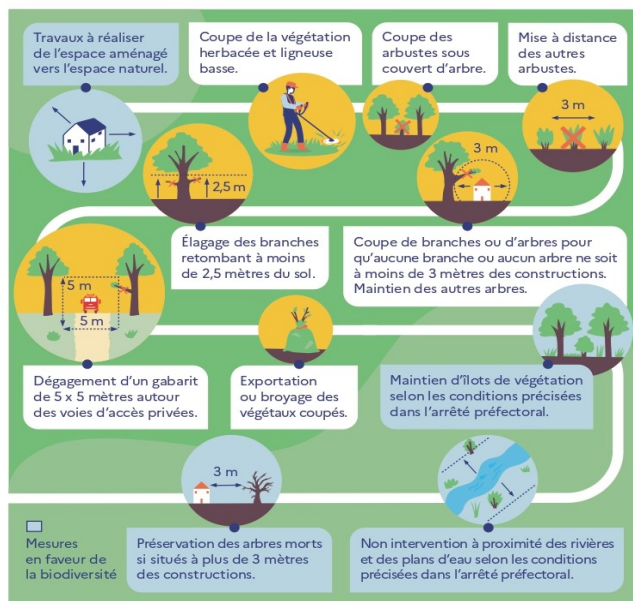 Travaux à réaliser
de l'espace aménagé
vers l'espace naturel.
Coupe de la végétation
herbacée et ligneuse
basse.
Coupe des
arbustes sous
couvert d'arbre.
Mise à distance
des autres
arbustes.
3 m
2,5 m
3 m
Élagage des branches
retombant à moins
de 2,5 mètres du sol.
Coupe de branches ou d'arbres pour
qu'aucune branche ou aucun arbre ne soit
à moins de 3 mètres des constructions.
Maintien des autres arbres.
5 m
5 m
Dégagement d'un gabarit
de 5 x 5 mètres autour
des voies d'accès privées.
Exportation
ou broyage des
végétaux coupés.
Maintien d'îlots de végétation
selon les conditions précisées
dans l'arrêté préfectoral.
3 m
Mesures
en faveur de
la biodiversité
Préservation des arbres morts
si situés à plus de 3 mètres
des constructions.
Non intervention à proximité des rivières
et des plans d'eau selon les conditions
précisées dans l'arrêté préfectoral.